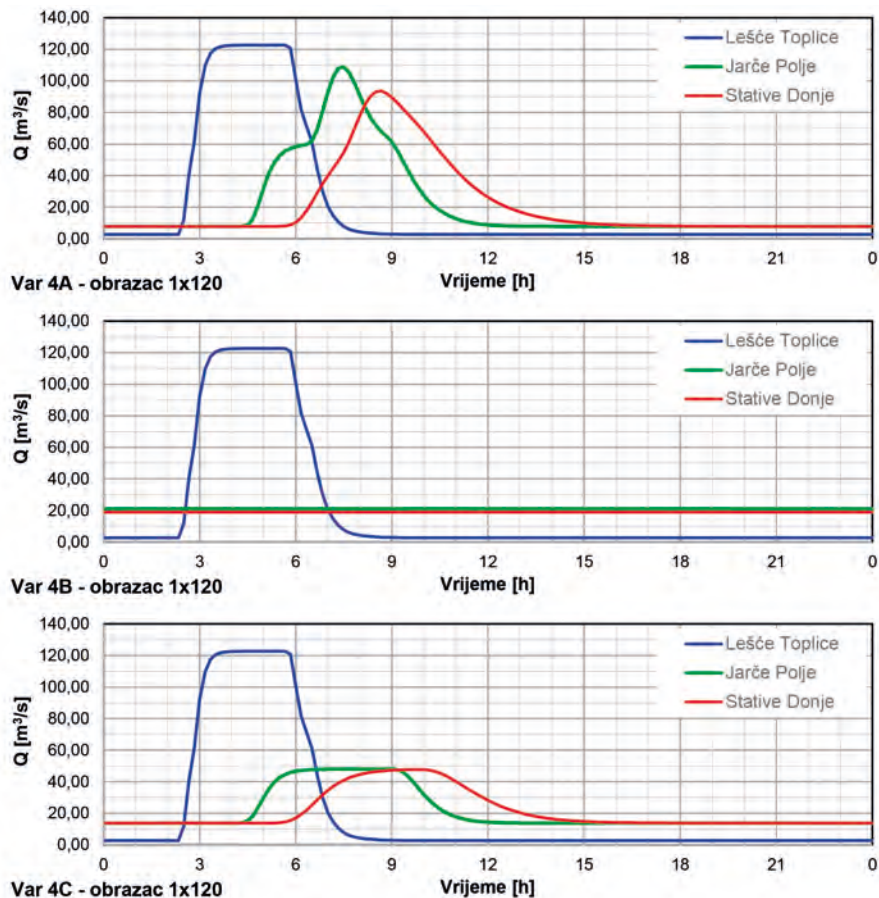 140,00
120,00
100,00
80,00
60,00
40,00
20,00
0,00
Q [m³/s]
Lešće Toplice
Jarče Polje
Stative Donje
0 3 6 9 12 15 18 21 0
Var 4A - obrazac 1x120
Vrijeme [h]
140,00
120,00
100,00
80,00
60,00
40,00
20,00
0,00
Q [m³/s]
Lešće Toplice
Jarče Polje
Stative Donje
0 3 6 9 12 15 18 21 0
Var 4B - obrazac 1x120
Vrijeme [h]
140,00
120,00
100,00
80,00
60,00
40,00
20,00
0,00
Q [m³/s]
Lešće Toplice
Jarče Polje
Stative Donje
0 3 6 9 12 15 18 21 0
Var 4C - obrazac 1x120
Vrijeme [h]